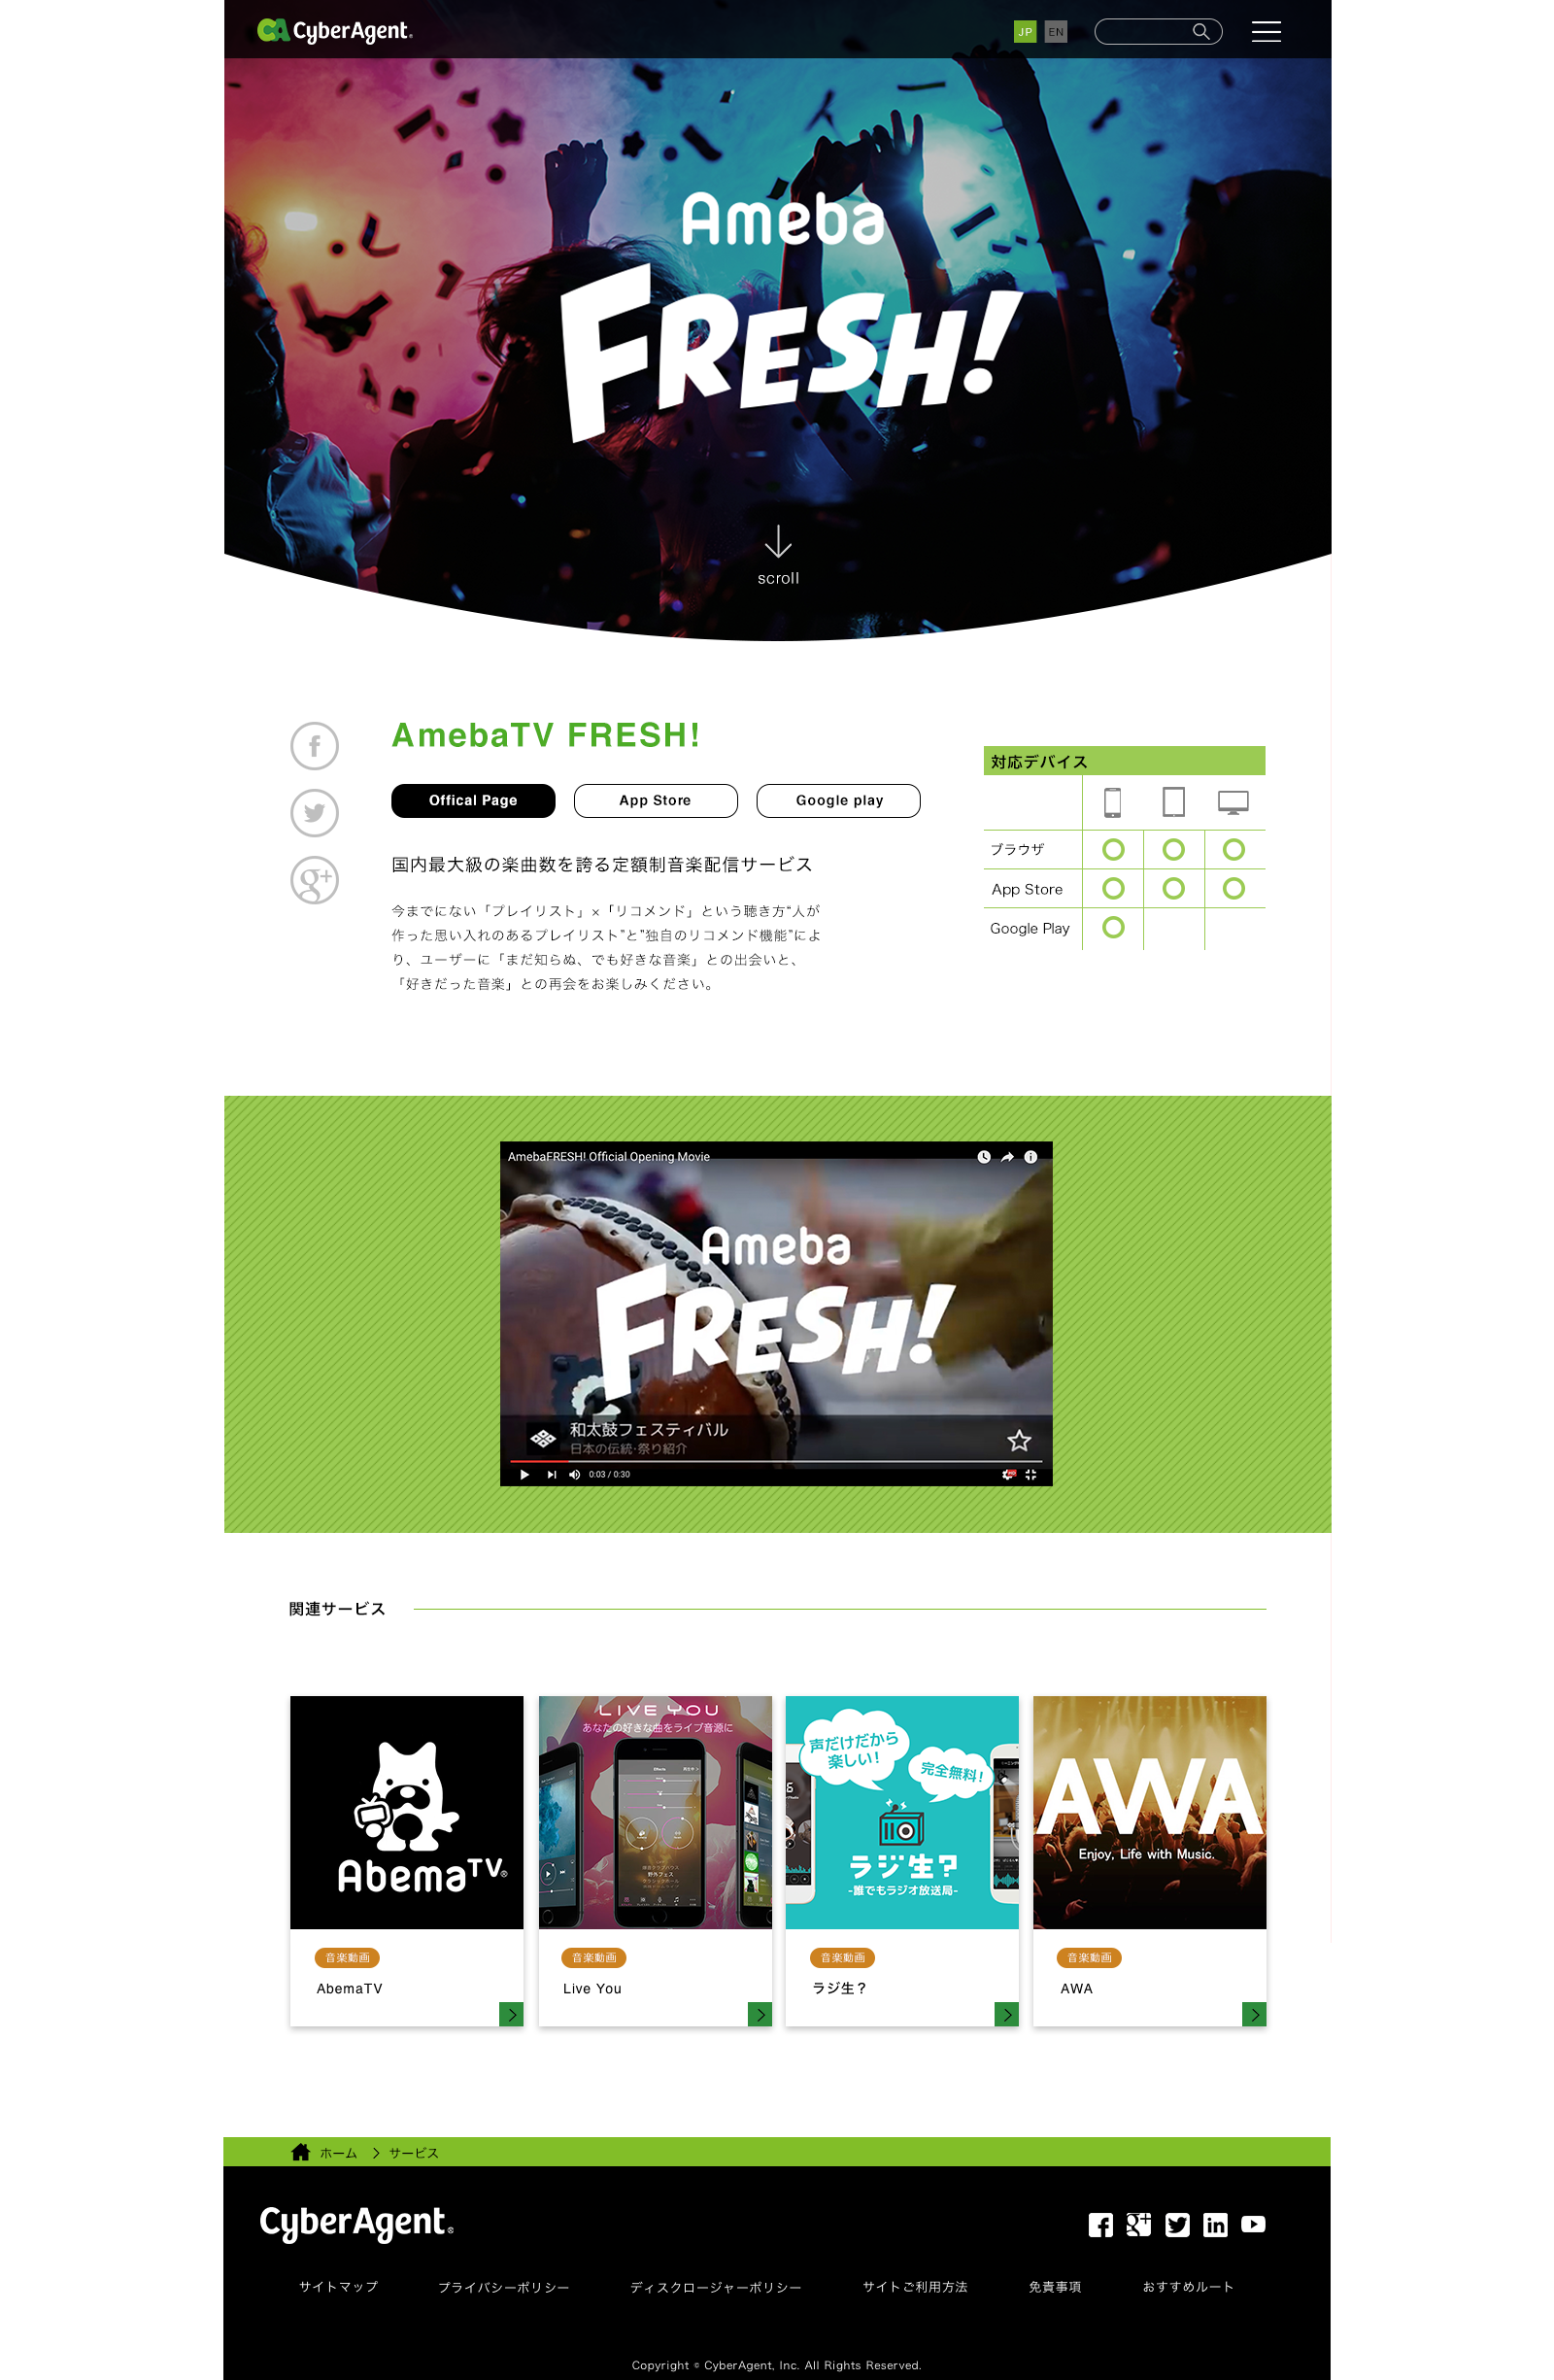 CyberAgent®
JP
EN
Ameba
FRESH!
scroll
AmebaTV FRESH!
Offical Page
App Store
Google play
国内最大級の楽曲数を誇る定額制音楽配信サービス
今までにない「プレイリスト」×「リコメンド」という聴き方“人が
作った思い入れのあるプレイリスト”と”独自のリコメンド機能”によ
り、ユーザーに「まだ知らぬ、でも好きな音楽」との出会いと、
「好きだった音楽」との再会をお楽しみください。
対応デバイス
ブラウザ
App Store
Google Play
AmebaFRESH! Official Opening Movie
Ameba
FRESH!
和太鼓フェスティバル
日本の伝統･祭り紹介
0:03 / 0:30
関連サービス
AbemaTV®
音楽動画
AbemaTV
LIVE YOU
あなたの好きな曲をライブ音源に
Effects
野外フェス
音楽動画
Live You
声だけだから
楽しい!
完全無料!
ラジ生?
-誰でもラジオ放送局-
音楽動画
ラジ生？
AWA
Enjoy, Life with Music.
音楽動画
AWA
ホーム
サービス
CyberAgent®
サイトマップ
プライバシーポリシー
ディスクロージャーポリシー
サイトご利用方法
免責事項
おすすめルート
Copyright © CyberAgent, Inc. All Rights Reserved.